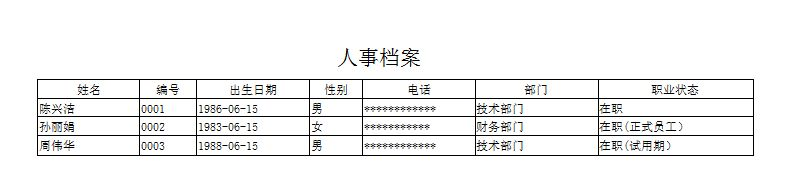 人事档案
姓名 编号 出生日期 性别 电话 部门 职业状态
陈兴洁 0001 1986-06-15 男 ************ 技术部门 在职
孙丽娟 0002 1983-06-15 女 *********** 财务部门 在职(正式员工)
周伟华 0003 1988-06-15 男 ************ 技术部门 在职(试用期)